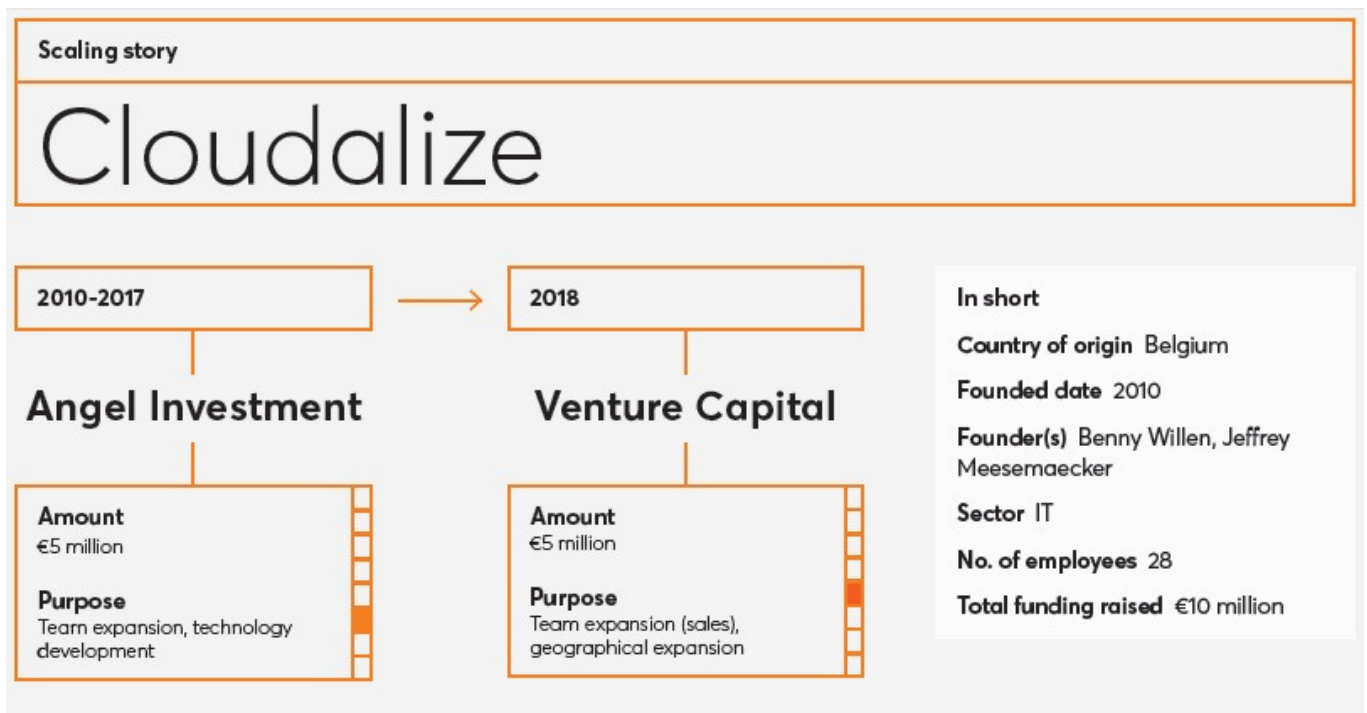 Scaling story
Cloudalize
2010-2017
2018
Angel Investment
Venture Capital
Amount
€5 million
Purpose
Team expansion, technology
development
Amount
€5 million
Purpose
Team expansion (sales),
geographical expansion
In short
Country of origin Belgium
Founded date 2010
Founder(s) Benny Willen, Jeffrey
Meesemaecker
Sector IT
No. of employees 28
Total funding raised €10 million